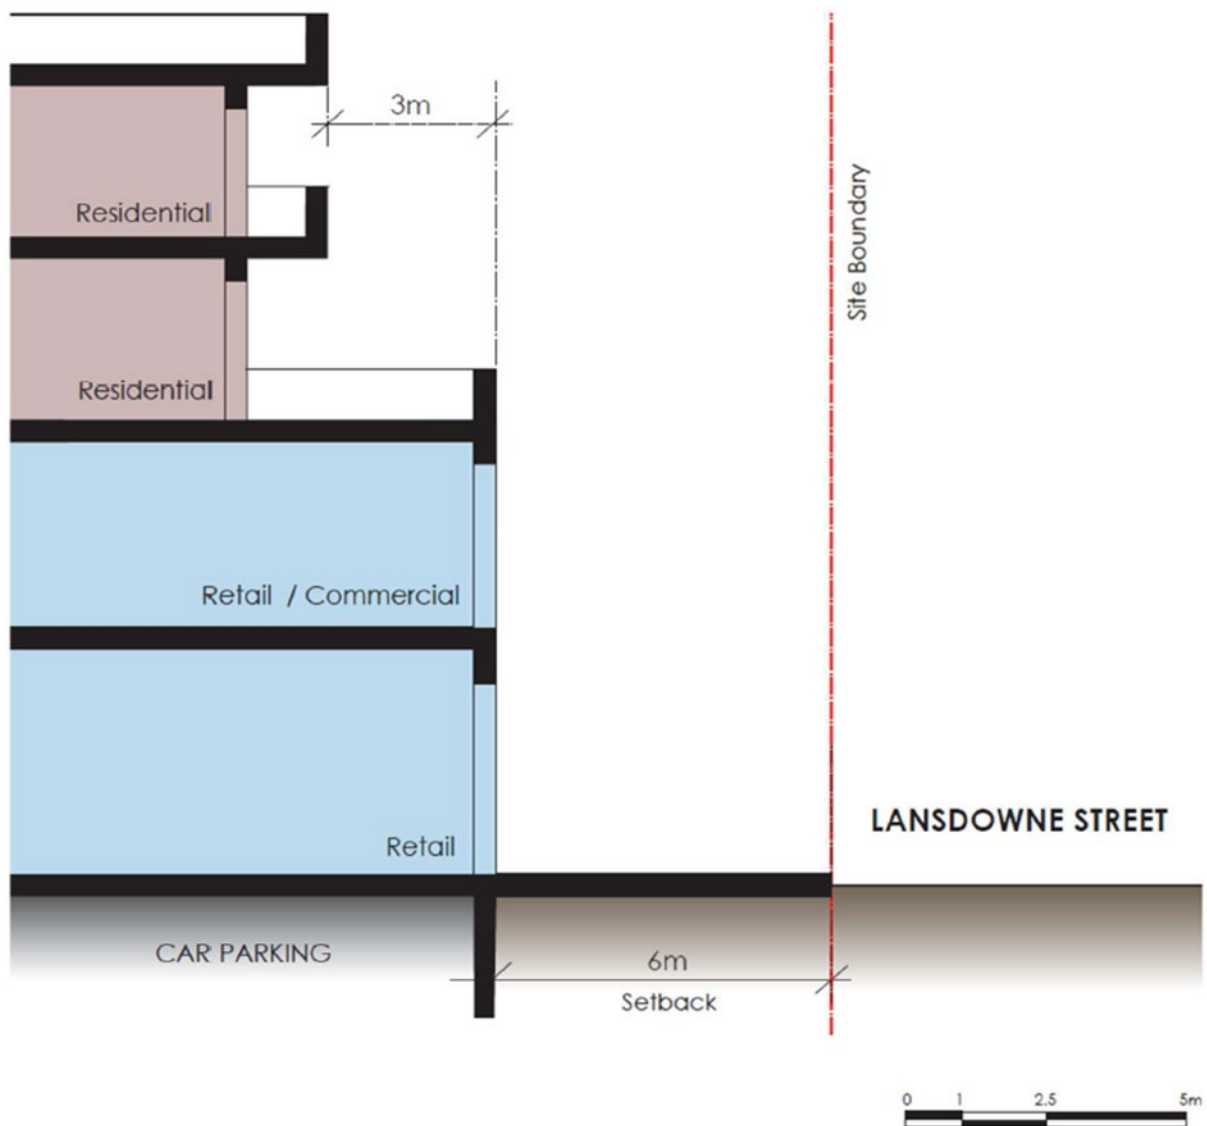 3m
Residential
Site Boundary
Residential
Retail / Commercial
LANSDOWNE STREET
Retail
CAR PARKING
6m
Setback
0 1 2.5 5m